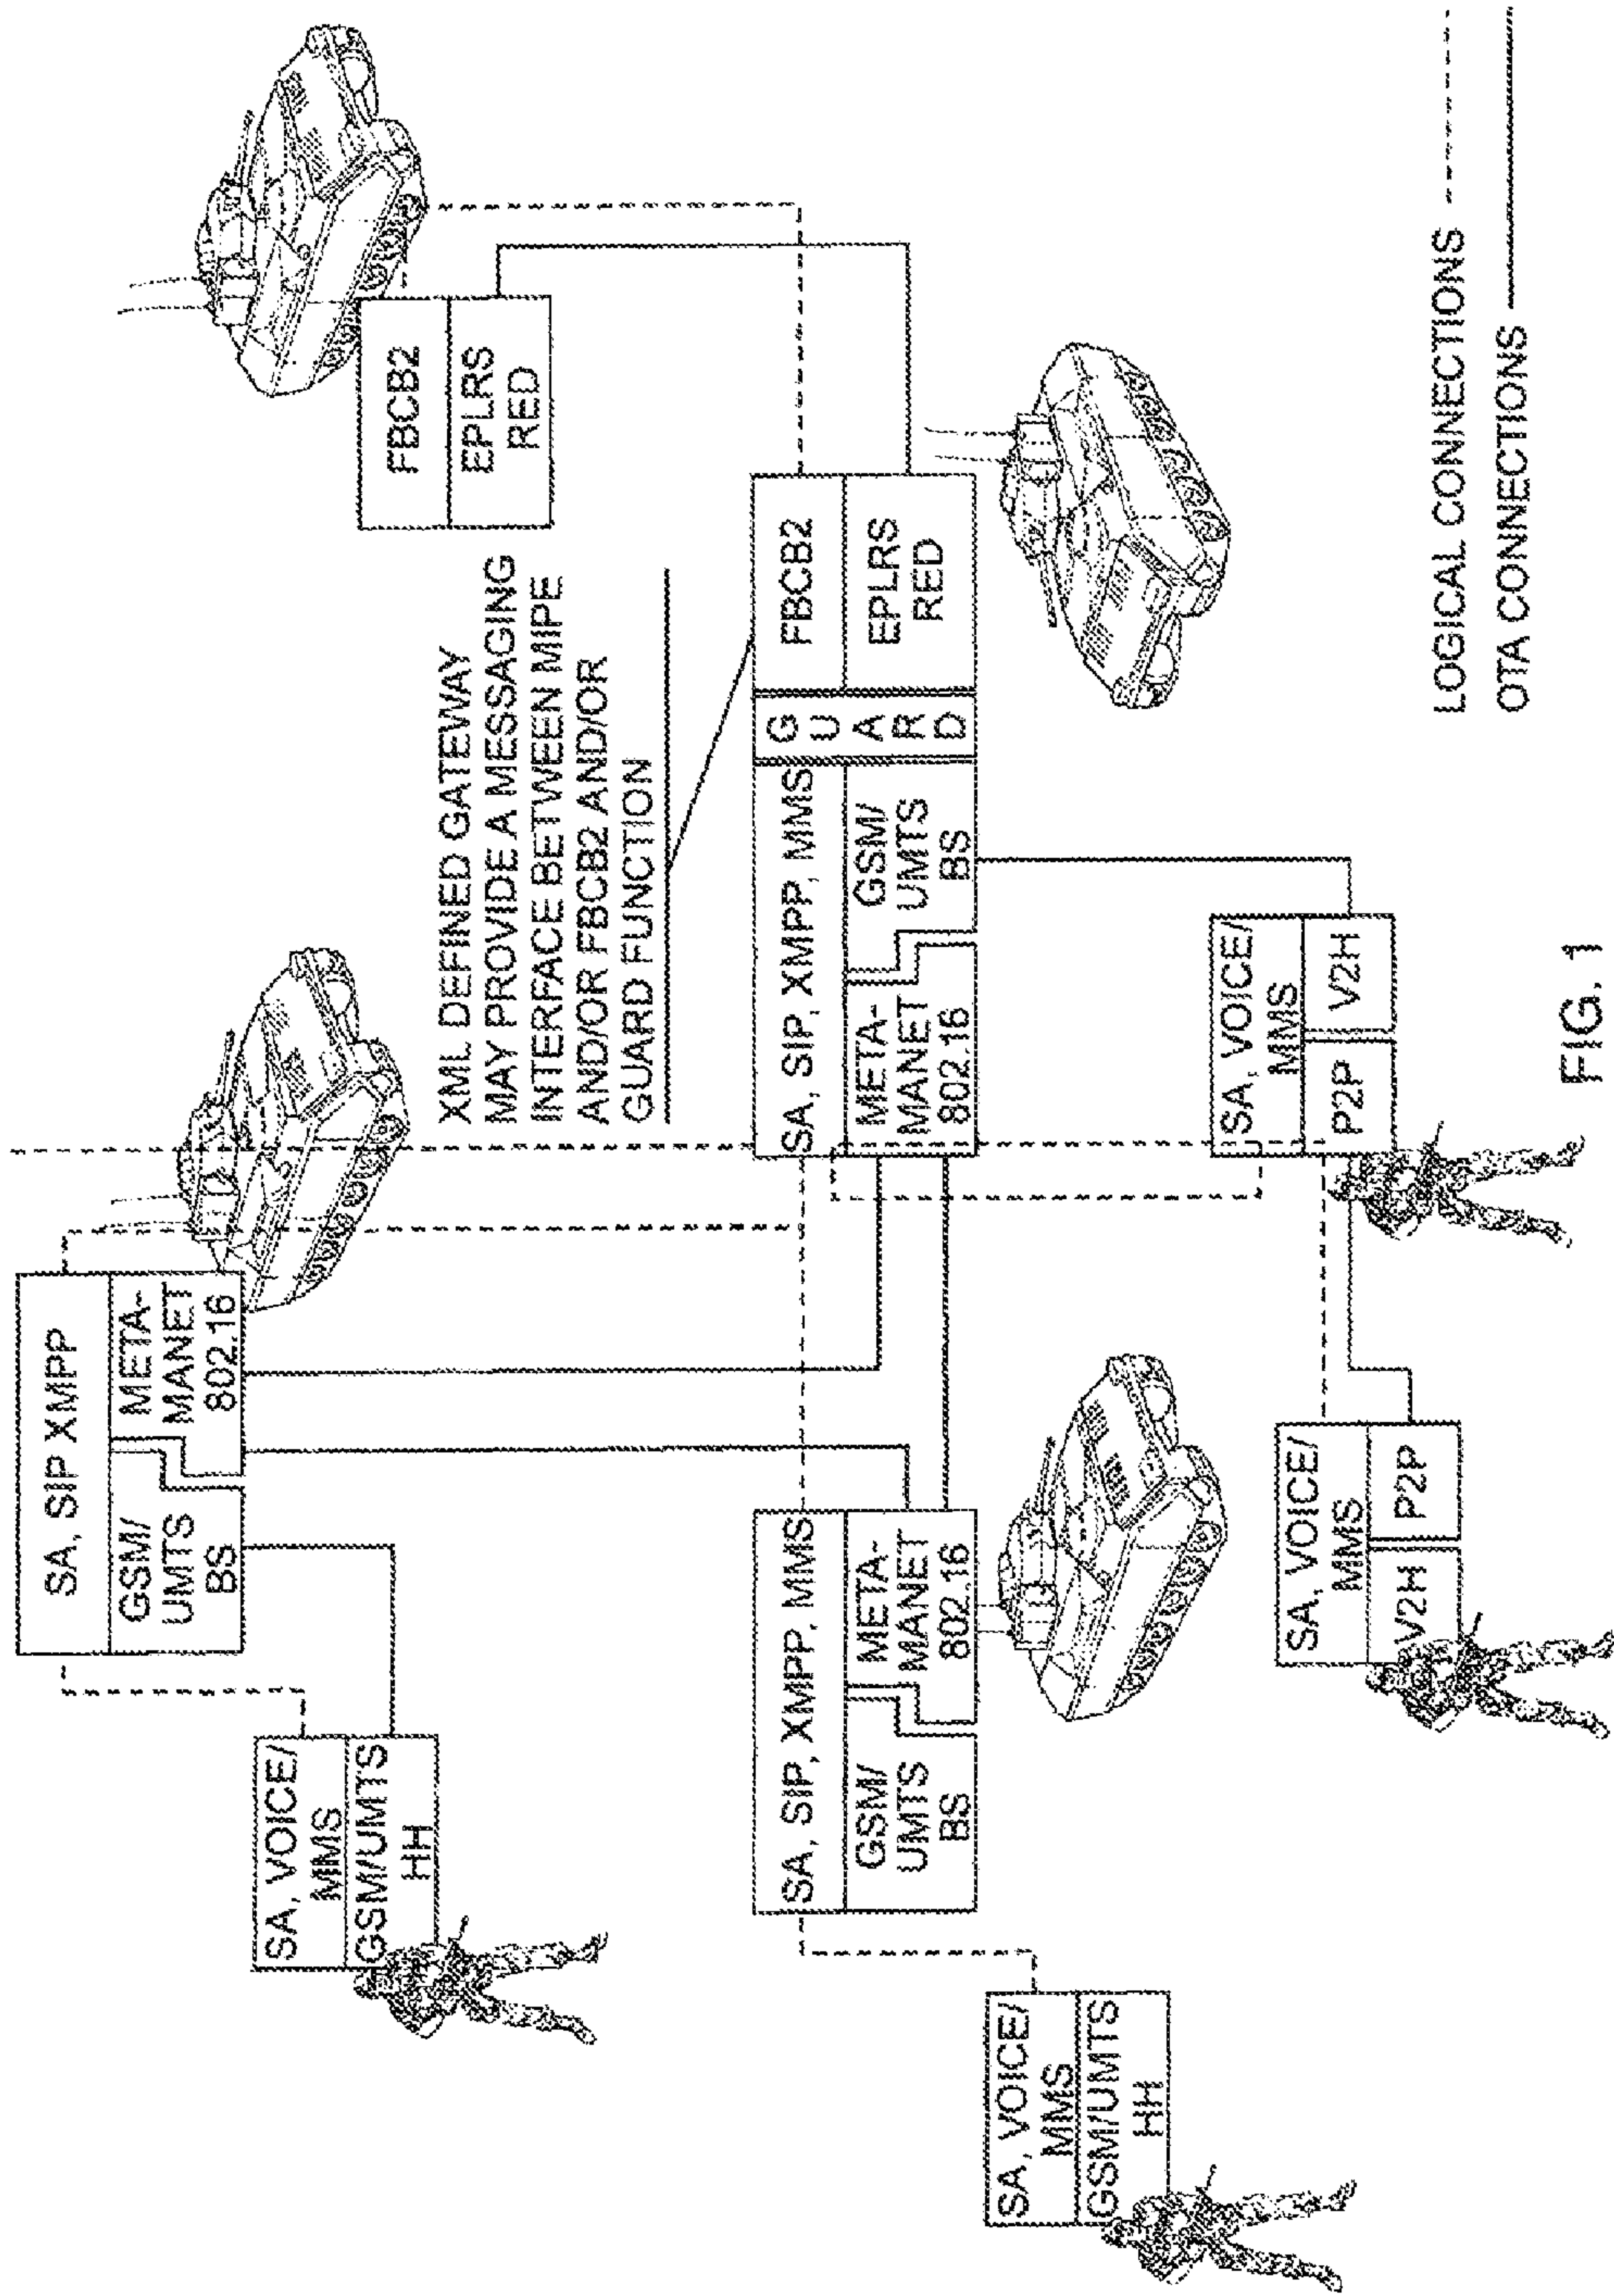 SA, VOICE/
MMS
GSM/UMTS
HH
SA, SIP XMPP
GSM/
UMTS
BS
META-
MANET
802.16
FBCB2
EPLRS
RED
XML DEFINED GATEWAY
MAY PROVIDE A MESSAGING
INTERFACE BETWEEN MIPE
AND/OR FBCB2 AND/OR
GUARD FUNCTION
SA, VOICE/
MMS
GSM/UMTS
HH
SA, SIP, XMPP, MMS
GSM/
UMTS
BS
META-
MANET
802.16
SA, SIP, XMPP, MMS
META-
MANET
802.16
GSM/
UMTS
BS
G
U
A
R
D
FBCB2
EPLRS
RED
SA, VOICE/
MMS
V2H
P2P
SA, VOICE/
MMS
P2P
V2H
LOGICAL CONNECTIONS
OTA CONNECTIONS
FIG. 1